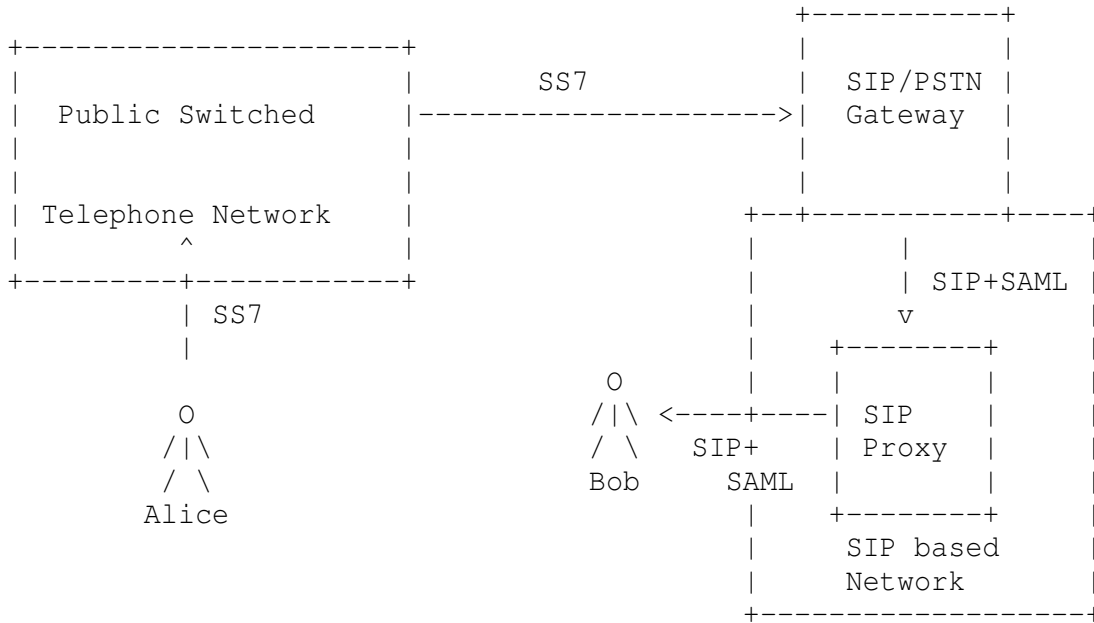 SS7
SIP/PSTN
Public Switched
Gateway
Telephone Network
SIP+SAML
SS7
SIP
SIP+
Proxy
Bob
SAML
Alice
SIP based
Network